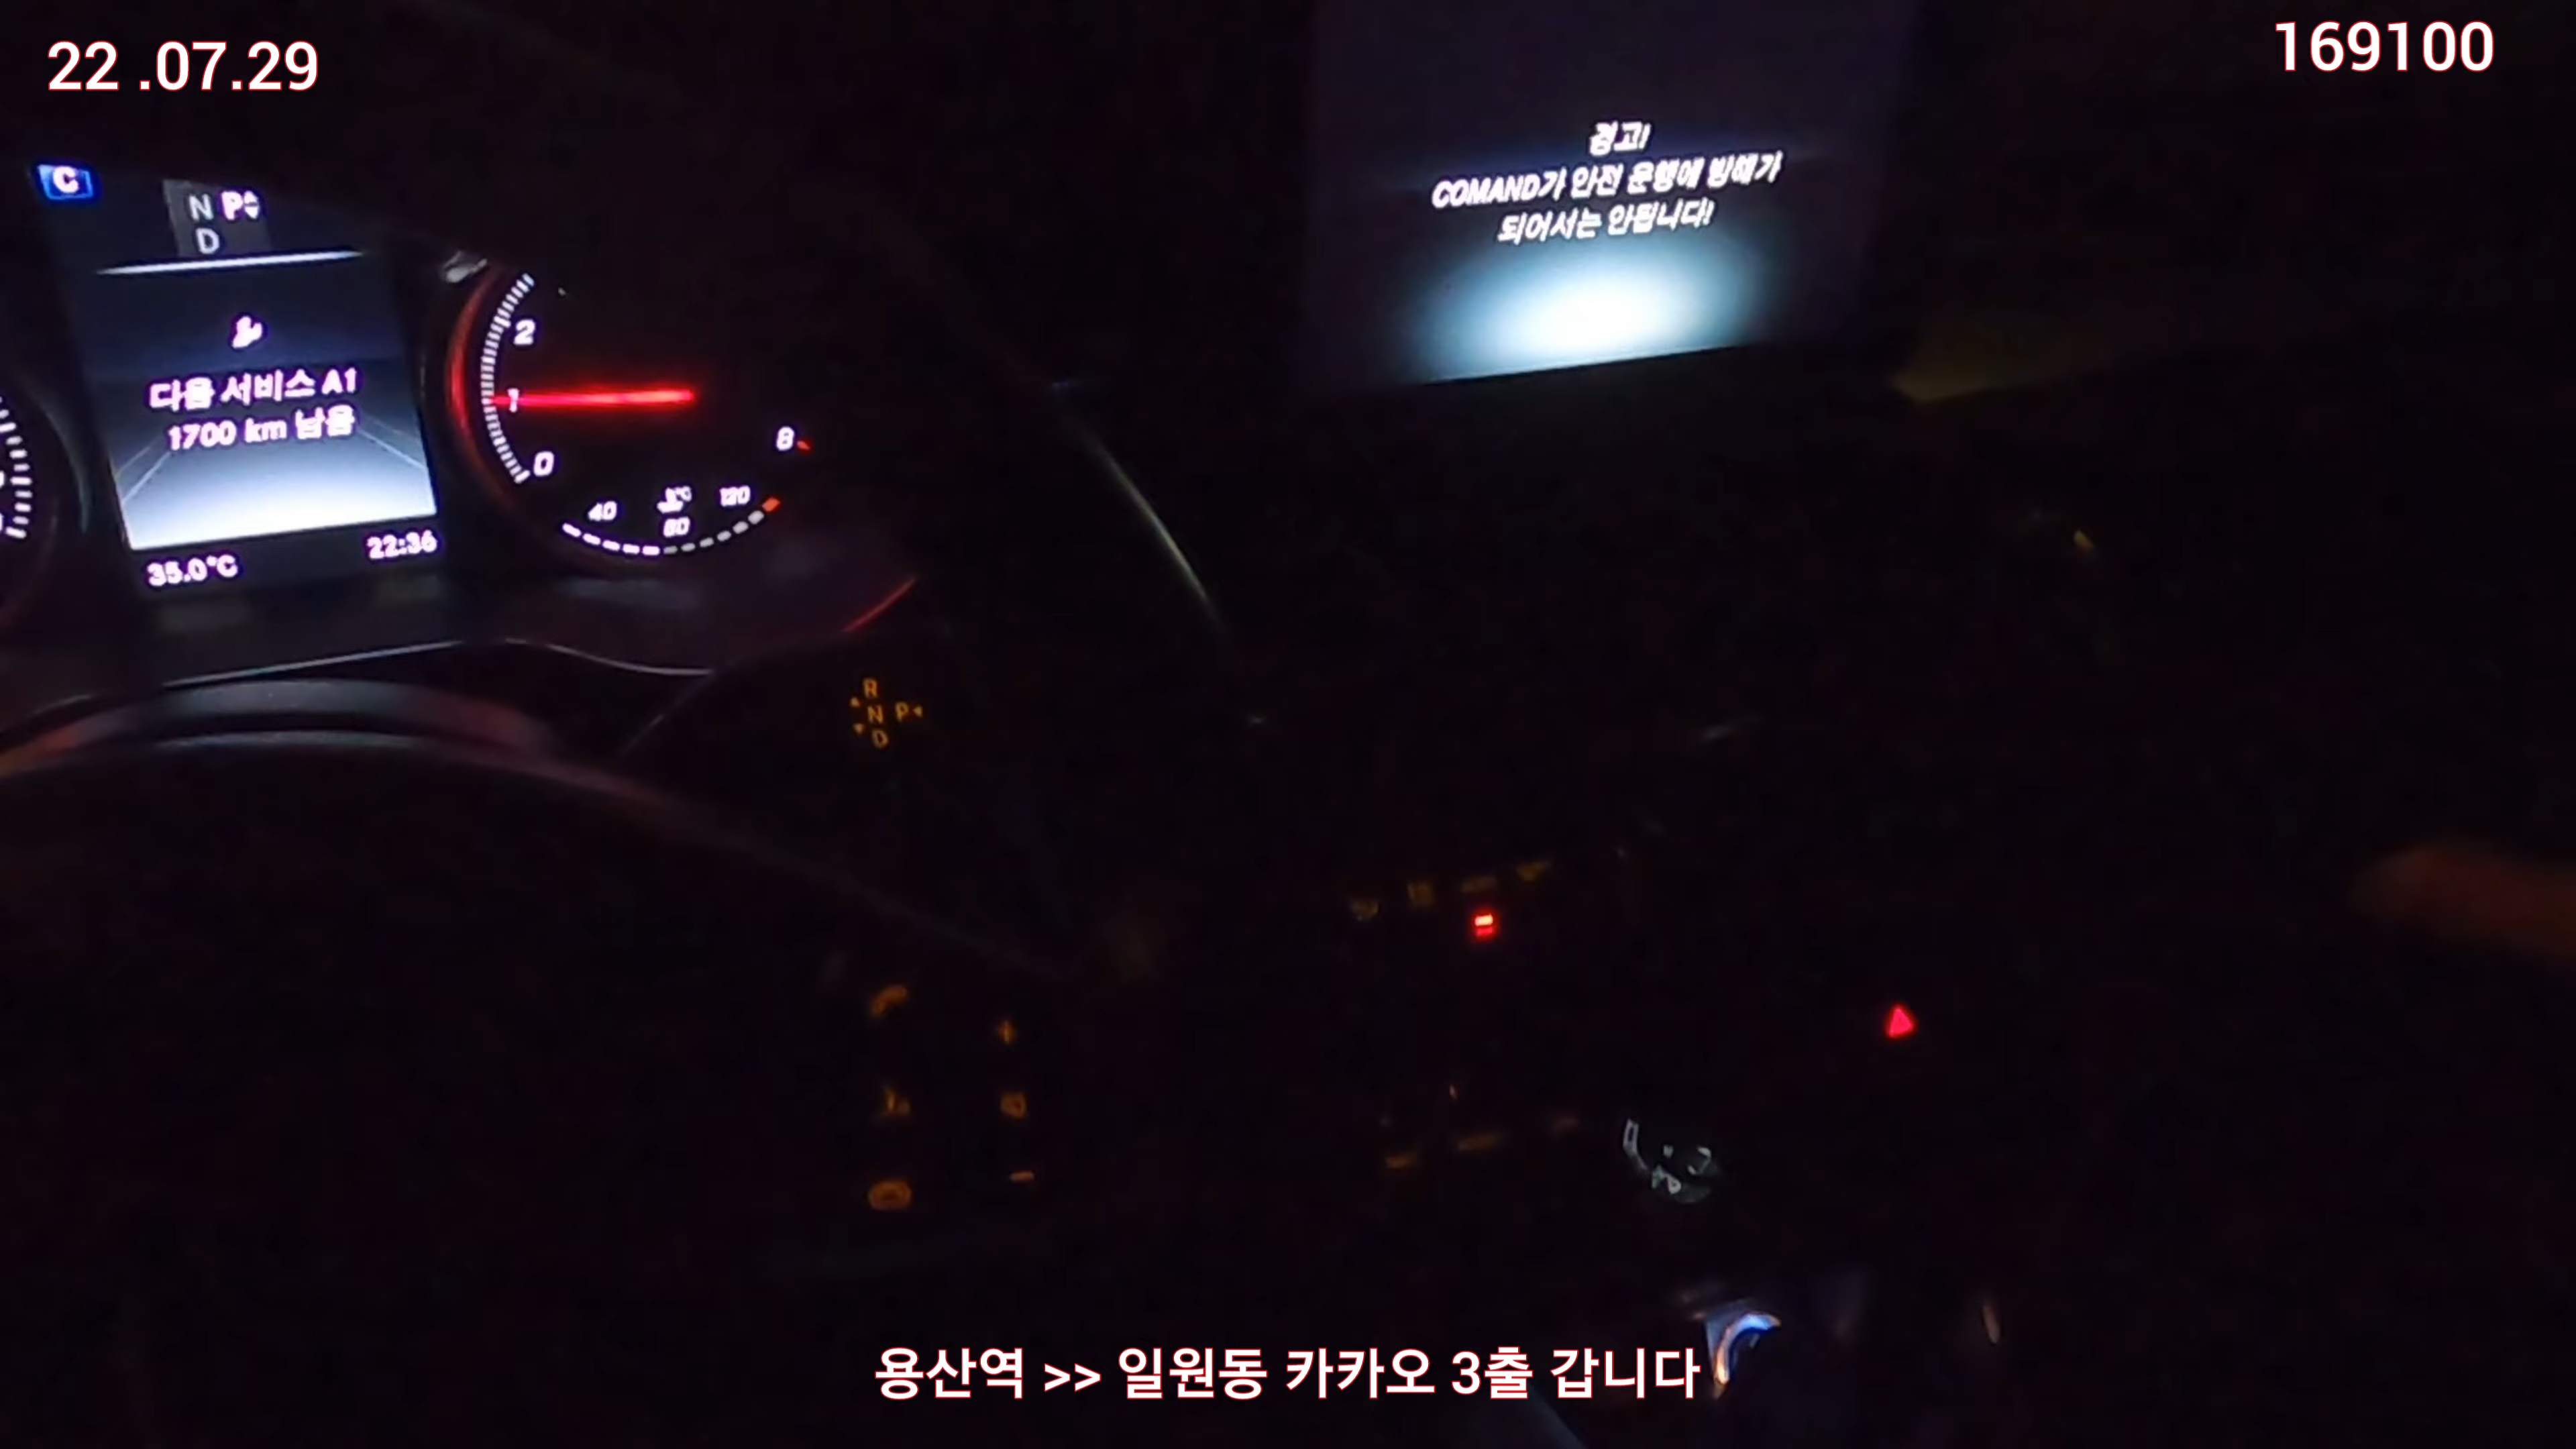 22 .07.29
169100
C
N P
D
다음 서비스 A1
1700 km 남음
35.0°C
22:36
2
1
0
8
40
80
120
°C
경고!
COMAND가 안전 운행에 방해가
되어서는 안됩니다!
R
N P
D
용산역 >> 일원동 카카오 3출 갑니다